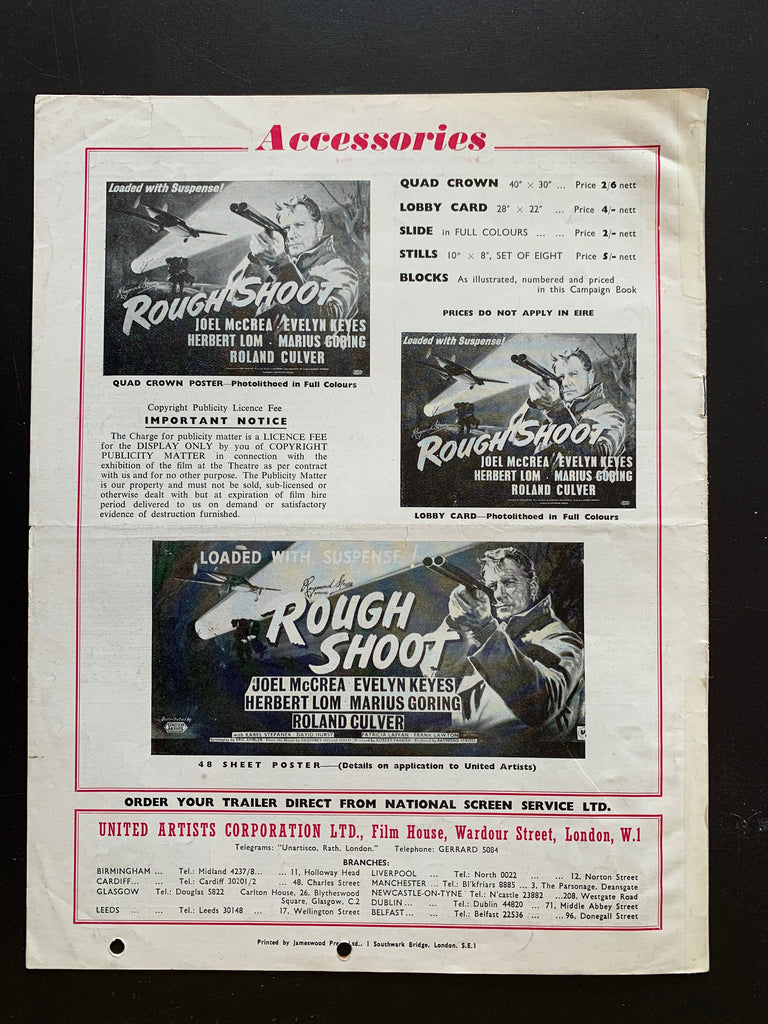 Accessories
Loaded with Suspense!
ROUGH SHOOT
JOEL McCREA · EVELYN KEYES
HERBERT LOM · MARIUS GORING
ROLAND CULVER
QUAD CROWN POSTER—Photolithoed in Full Colours
QUAD CROWN 40" × 30" ... Price 2/6 nett
LOBBY CARD 28" × 22" ... Price 4/- nett
SLIDE in FULL COLOURS ... ... Price 2/- nett
STILLS 10" × 8", SET OF EIGHT Price 5/- nett
BLOCKS As illustrated, numbered and priced
in this Campaign Book
PRICES DO NOT APPLY IN EIRE
Copyright Publicity Licence Fee
IMPORTANT NOTICE
The Charge for publicity matter is a LICENCE FEE
for the DISPLAY ONLY by you of COPYRIGHT
PUBLICITY MATTER in connection with the
exhibition of the film at the Theatre as per contract
with us and for no other purpose. The Publicity Matter
is our property and must not be sold, sub-licensed or
otherwise dealt with but at expiration of film hire
period delivered to us on demand or satisfactory
evidence of destruction furnished.
Loaded with Suspense!
ROUGH SHOOT
JOEL McCREA · EVELYN KEYES
HERBERT LOM · MARIUS GORING
ROLAND CULVER
LOBBY CARD—Photolithoed in Full Colours
LOADED WITH SUSPENSE!
Raymond Stross
ROUGH
SHOOT
JOEL McCREA EVELYN KEYES
HERBERT LOM · MARIUS GORING
ROLAND CULVER
with KAREL STEPANEK · DAVID HURST PATRICIA LAFFAN · FRANK LAWTON
48 SHEET POSTER—(Details on application to United Artists)
ORDER YOUR TRAILER DIRECT FROM NATIONAL SCREEN SERVICE LTD.
UNITED ARTISTS CORPORATION LTD., Film House, Wardour Street, London, W.1
Telegrams: "Unartisco, Rath, London." Telephone: GERRARD 5084
BRANCHES:
BIRMINGHAM ... Tel.: Midland 4237/8... ... 11, Holloway Head
CARDIFF... ... Tel.: Cardiff 30201/2 ... 48, Charles Street
GLASGOW Tel.: Douglas 5822 Carlton House, 26, Blytheswood
Square, Glasgow, C.2
LEEDS ... ... Tel.: Leeds 30148 ... 17, Wellington Street
LIVERPOOL ... Tel.: North 0022 ... ... 12, Norton Street
MANCHESTER ... Tel.: Bl'kfriars 8885 ... 3, The Parsonage, Deansgate
NEWCASTLE-ON-TYNE Tel.: N'castle 23882 ...208, Westgate Road
DUBLIN ... ... Tel.: Dublin 44820 ... 71, Middle Abbey Street
BELFAST... ... Tel.: Belfast 22536 ... ...96, Donegall Street
Printed by Jameswood Press Ltd., 1 Southwark Bridge, London, S.E.1